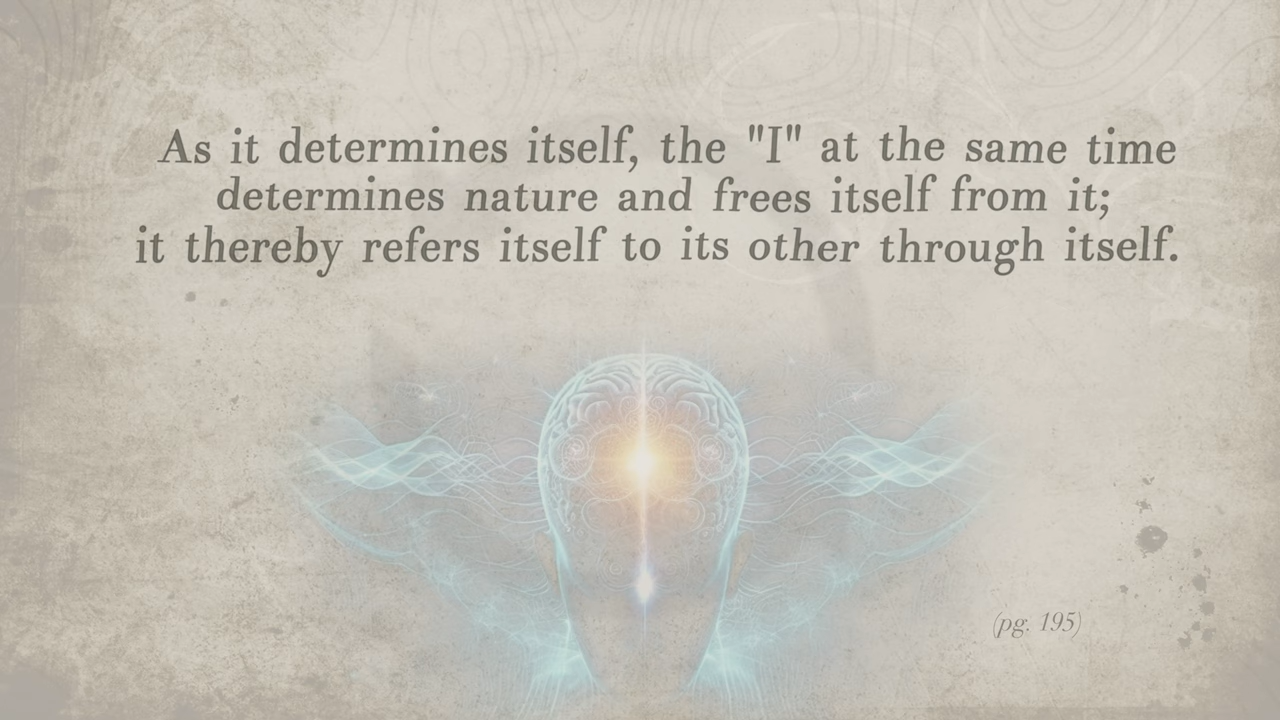 As it determines itself, the "I" at the same time
determines nature and frees itself from it;
it thereby refers itself to its other through itself.
(pg. 195)